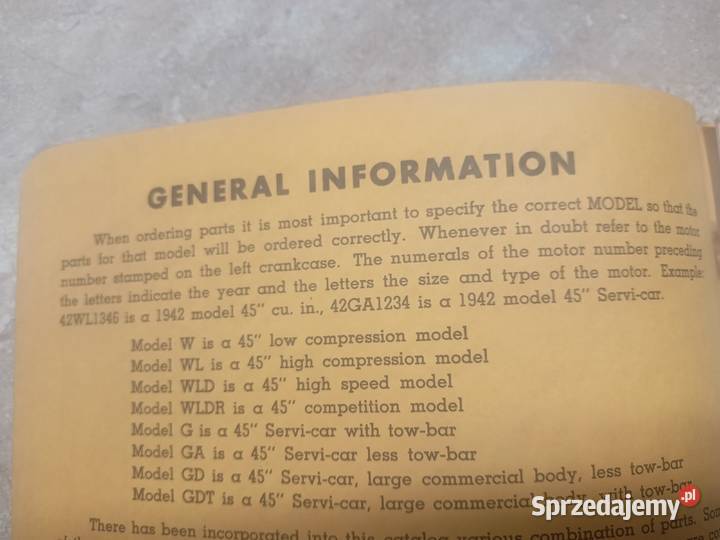 GENERAL INFORMATION
When ordering parts it is most important to specify the correct MODEL so that the
parts for that model will be ordered correctly. Whenever in doubt refer to the motor
number stamped on the left crankcase. The numerals of the motor number preceding
the letters indicate the year and the letters the size and type of the motor. Example:
42WL1346 is a 1942 model 45" cu. in., 42GA1234 is a 1942 model 45" Servi-car.
Model W is a 45" low compression model
Model WL is a 45" high compression model
Model WLD is a 45" high speed model
Model WLDR is a 45" competition model
Model G is a 45" Servi-car with tow-bar
Model GA is a 45" Servi-car less tow-bar
Model GD is a 45" Servi-car, large commercial body, less tow-bar
Model GDT is a 45" Servi-car, large commercial body, with tow-bar
There has been incorporated into this catalog various combination of parts.
Sprzedajemy.pl